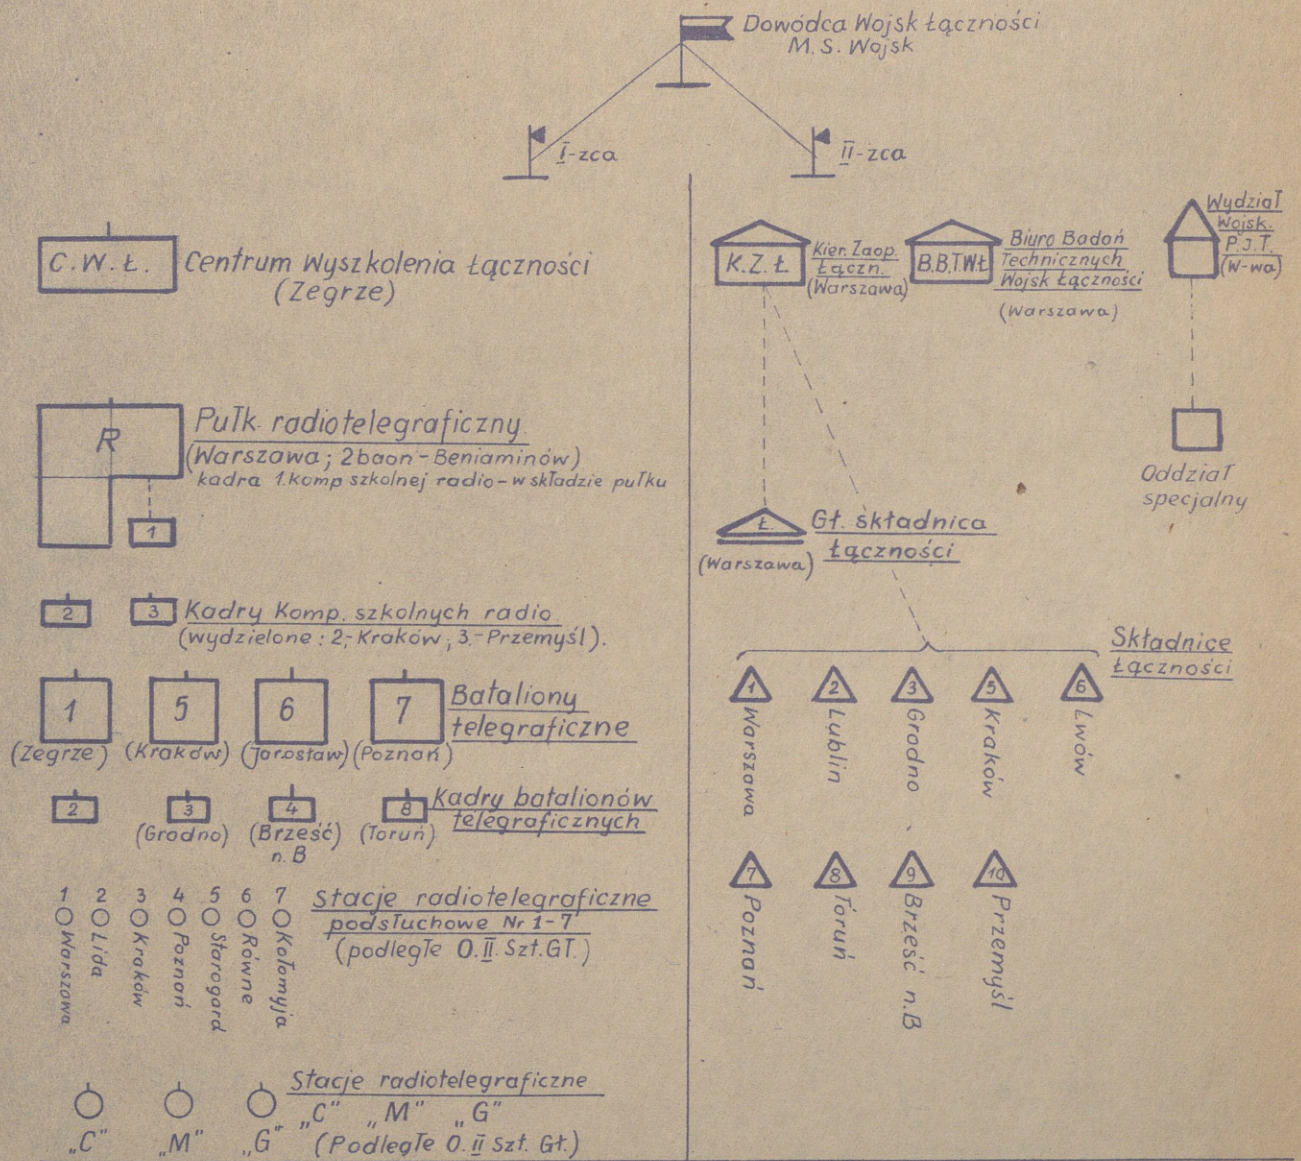 Dowódca Wojsk Łączności
M.S. Wojsk
I-zca
II-zca
C.W.Ł.
Centrum Wyszkolenia Łączności
(Zegrze)
R
Pułk radiotelegraficzny
(Warszawa; 2 baon-Beniaminów)
kadra 1. komp szkolnej radio-w składzie pułku
1
2
3
Kadry Komp. szkolnych radio
(wydzielone: 2,-Kraków, 3.-Przemyśl).
1
5
6
7
Bataliony
telegraficzne
(Zegrze)
(Kraków)
(Jarosław)
(Poznań)
2
3
4
8
Kadry batalionów
telegraficznych
(Grodno)
(Brześć)
n.B
(Toruń)
1 2 3 4 5 6 7
Warszawa
Lida
Kraków
Poznań
Starogard
Równe
Kołomyja
Stacje radiotelegraficzne
podsłuchowe Nr 1-7
(podległe O.II. Szt.Gł.)
Stacje radiotelegraficzne
„C" „M" „G"
(Podległe O.II Szt. Gł.)
„C"
„M"
„G"
K.Z.Ł
Kier. Zaop.
Łączn.
(Warszawa)
B.B.T.W.Ł
Biuro Badań
Technicznych
Wojsk Łączności
(Warszawa)
Wydział
Wojsk.
P.J.T.
(W-wa)
Oddział
specjalny
Ł.
Gł. składnica
Łączności
(Warszawa)
Składnice
Łączności
1
Warszawa
2
Lublin
3
Grodno
5
Kraków
6
Lwów
7
Poznań
8
Toruń
9
Brześć n.B
10
Przemyśl